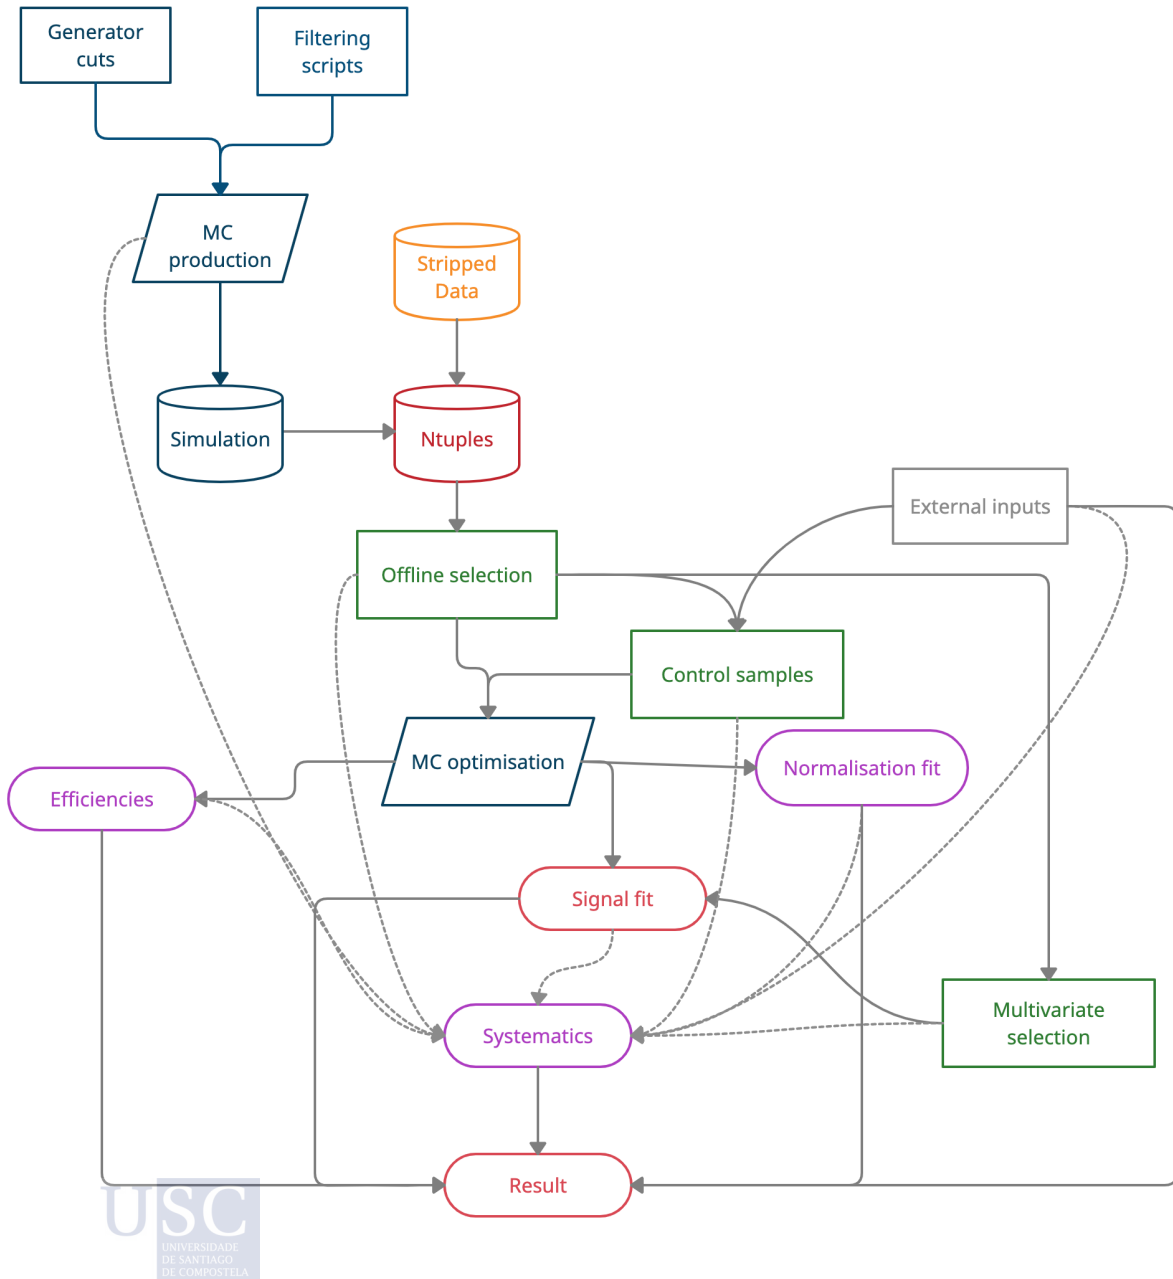 Generator
cuts
Filtering
scripts
MC
production
Stripped
Data
Simulation
Ntuples
External inputs
Offline selection
Control samples
MC optimisation
Normalisation fit
Efficiencies
Signal fit
Multivariate
selection
Systematics
Result
USC
UNIVERSIDADE
DE SANTIAGO
DE COMPOSTELA